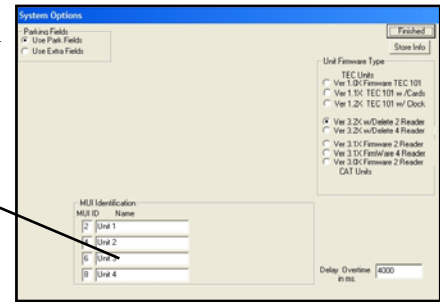 System Options
Parking Fields
Use Park Fields
Use Extra Fields
Finished
Store Info
Unit Firmware Type
TEC Units
Ver 1.0X Firmware TEC 101
Ver 1.1X TEC 101 w /Cards
Ver 1.2X TEC 101 w/ Clock
Ver 3.2X w/Delete 2 Reader
Ver 3.2X w/Delete 4 Reader
Ver 3.1X Firmware 2 Reader
Ver 3.1X FirmWare 4 Reader
Ver 3.0X Firmware 2 Reader
CAT Units
MUI Identification
MUI ID Name
2 Unit 1
Unit 2
6 Unit 3
8 Unit 4
Delay Overtime 4000
in ms.